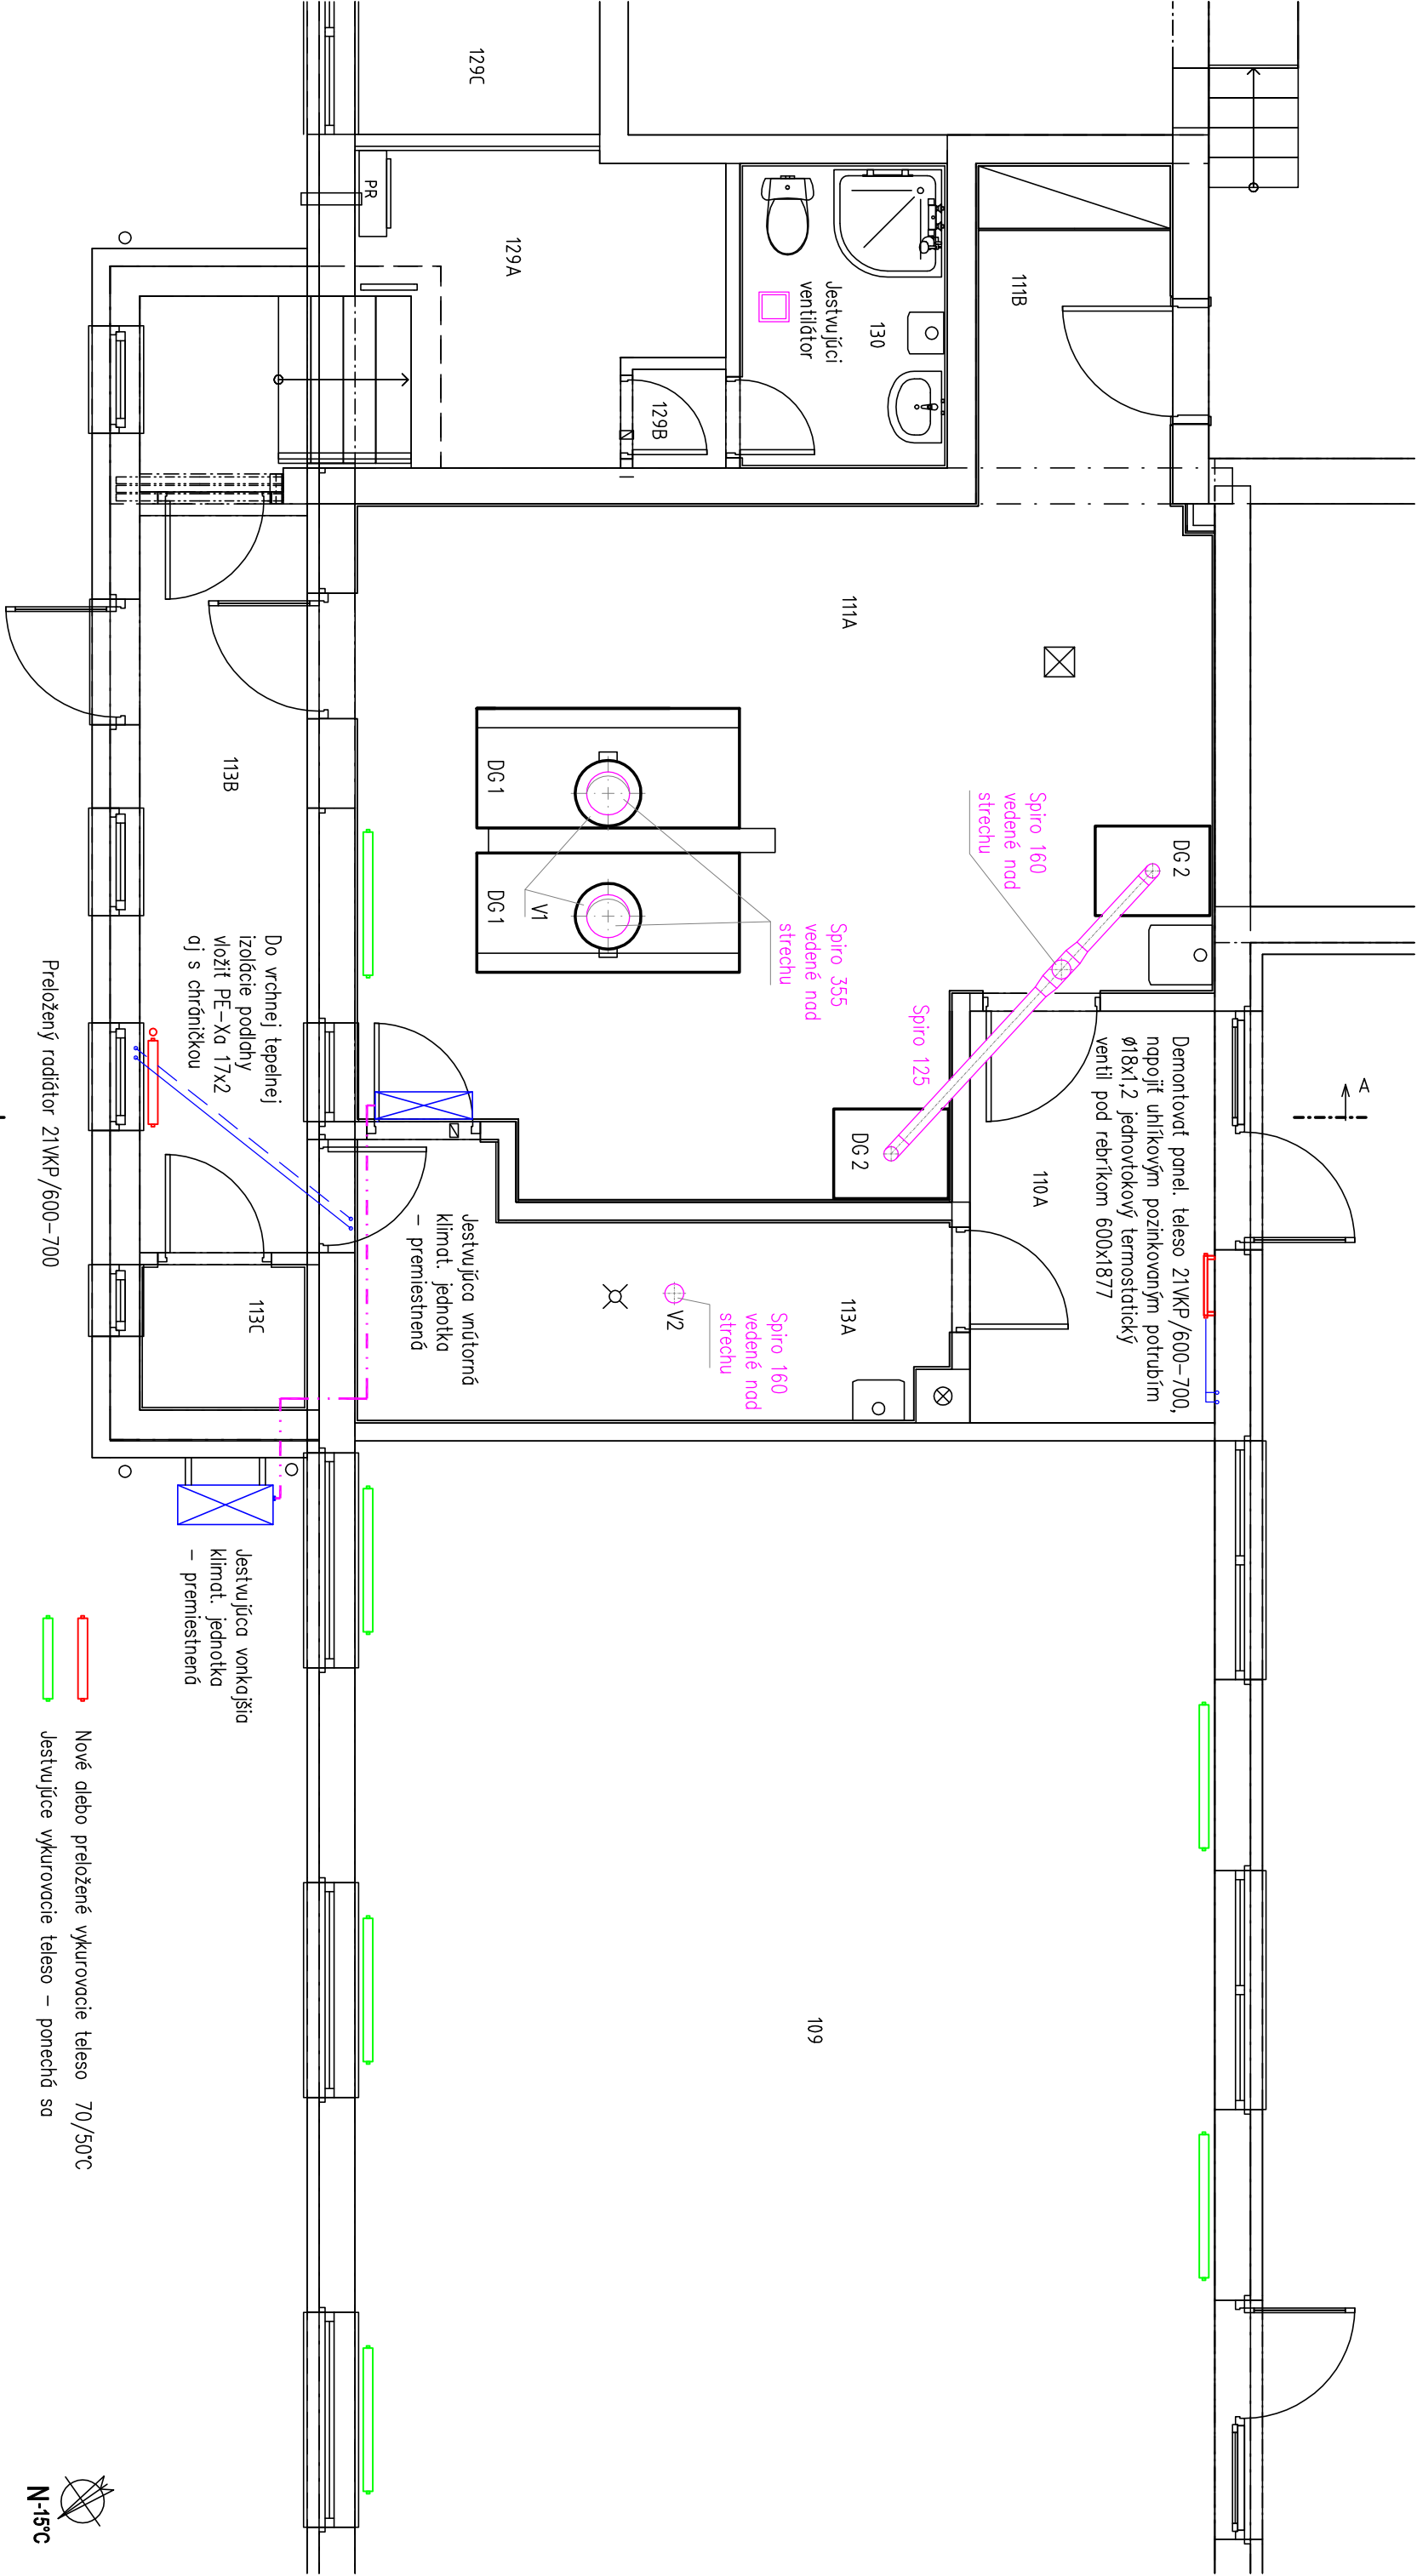 129C
PR
129A
111B
130
Jestvujúci
ventilátor
129B
111A
DG 1
DG 1
V1
DG 2
DG 2
Spiro 160
vedené nad
strechu
Spiro 355
vedené nad
strechu
Spiro 125
A
Demontovať panel. teleso 21VKP/600-700,
napojiť uhlíkovým pozinkovaným potrubím
ø18x1,2 jednovtokový termostatický
ventil pod rebríkom 600x1877
110A
113B
Do vrchnej tepelnej
izolácie podlahy
vložiť PE-Xa 17x2
aj s chráničkou
Preložený radiátor 21VKP/600-700
Jestvujúca vnútorná
klimat. jednotka
- premiestnená
113A
V2
Spiro 160
vedené nad
strechu
113C
Jestvujúca vonkajšia
klimat. jednotka
- premiestnená
109
Nové alebo preložené vykurovacie teleso 70/50°C
Jestvujúce vykurovacie teleso - ponechá sa
N-15°C